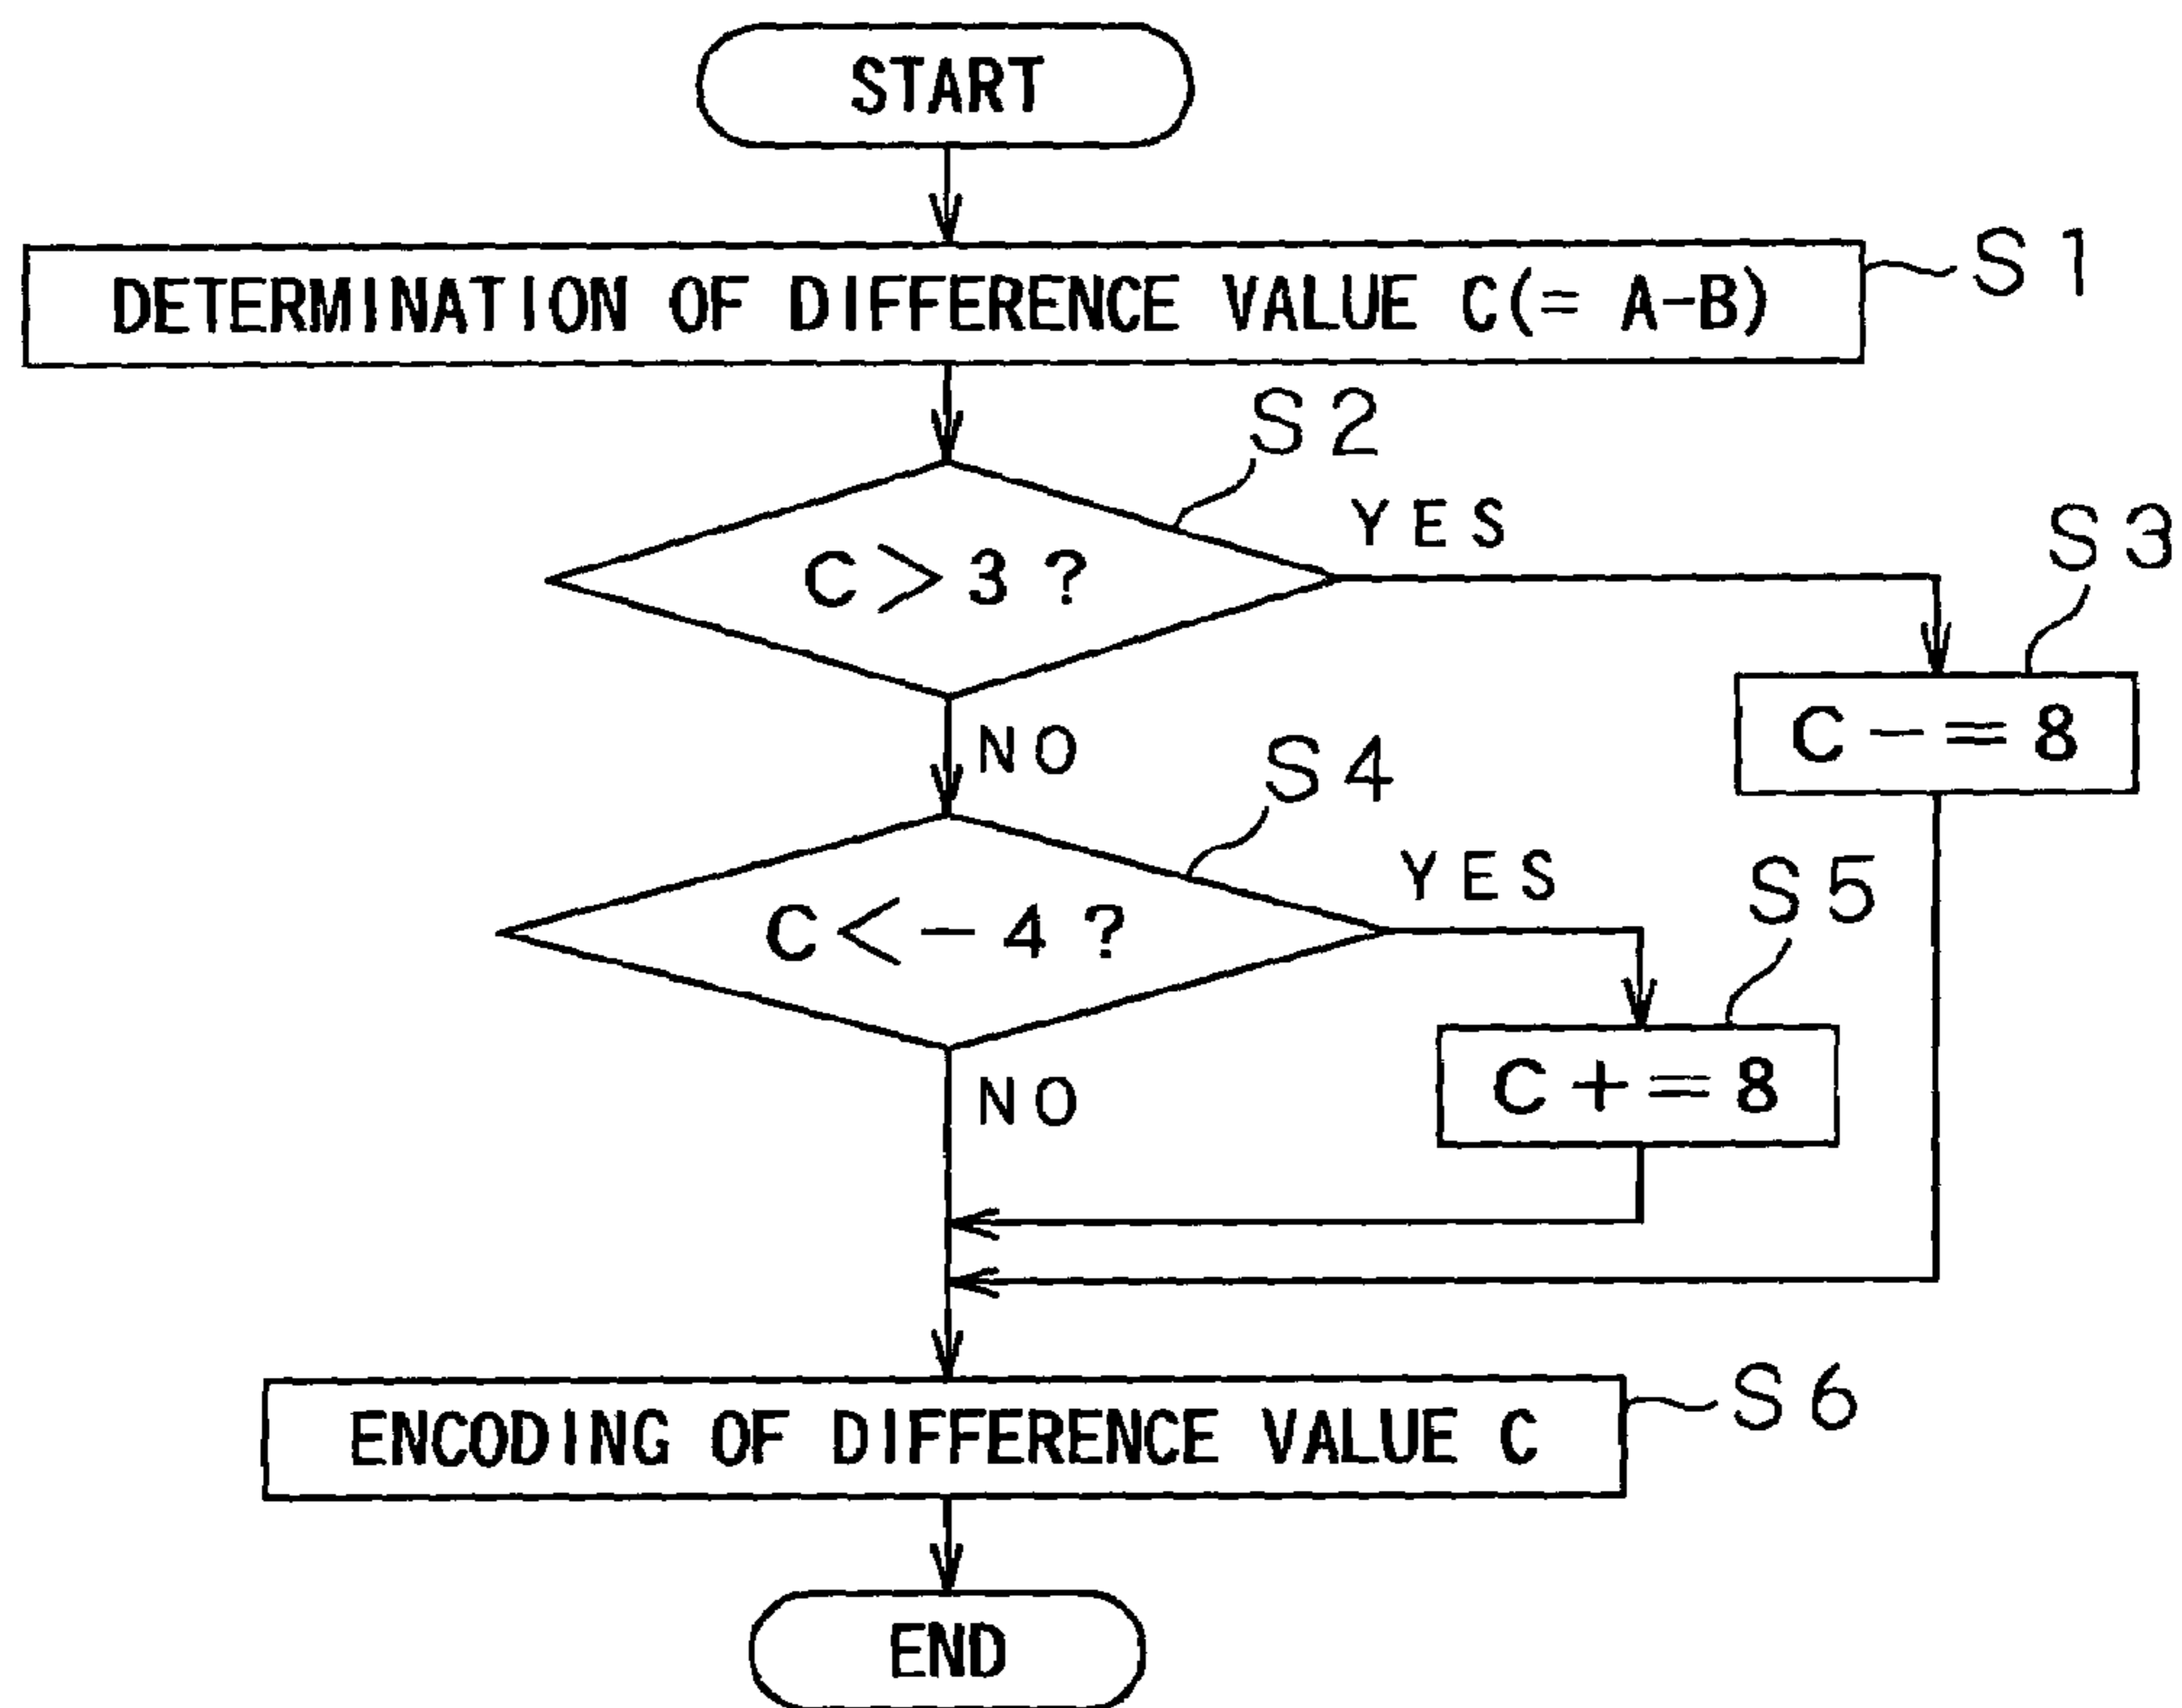 START
DETERMINATION OF DIFFERENCE VALUE C(= A-B)
S1
S2
C>3?
YES
S3
C-=8
NO
S4
C<-4?
YES
S5
C+=8
NO
ENCODING OF DIFFERENCE VALUE C
S6
END